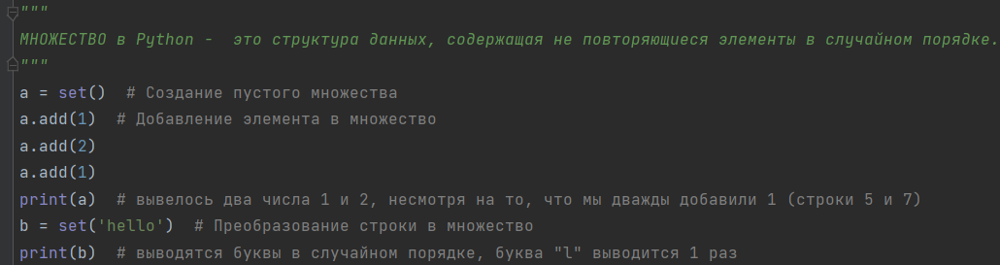 """
МНОЖЕСТВО в Python -  это структура данных, содержащая не повторяющиеся элементы в случайном порядке.
"""
a = set()  # Создание пустого множества
a.add(1)  # Добавление элемента в множество
a.add(2)
a.add(1)
print(a)  # вывелось два числа 1 и 2, несмотря на то, что мы дважды добавили 1 (строки 5 и 7)
b = set('hello')  # Преобразование строки в множество
print(b)  # выводятся буквы в случайном порядке, буква "l" выводится 1 раз